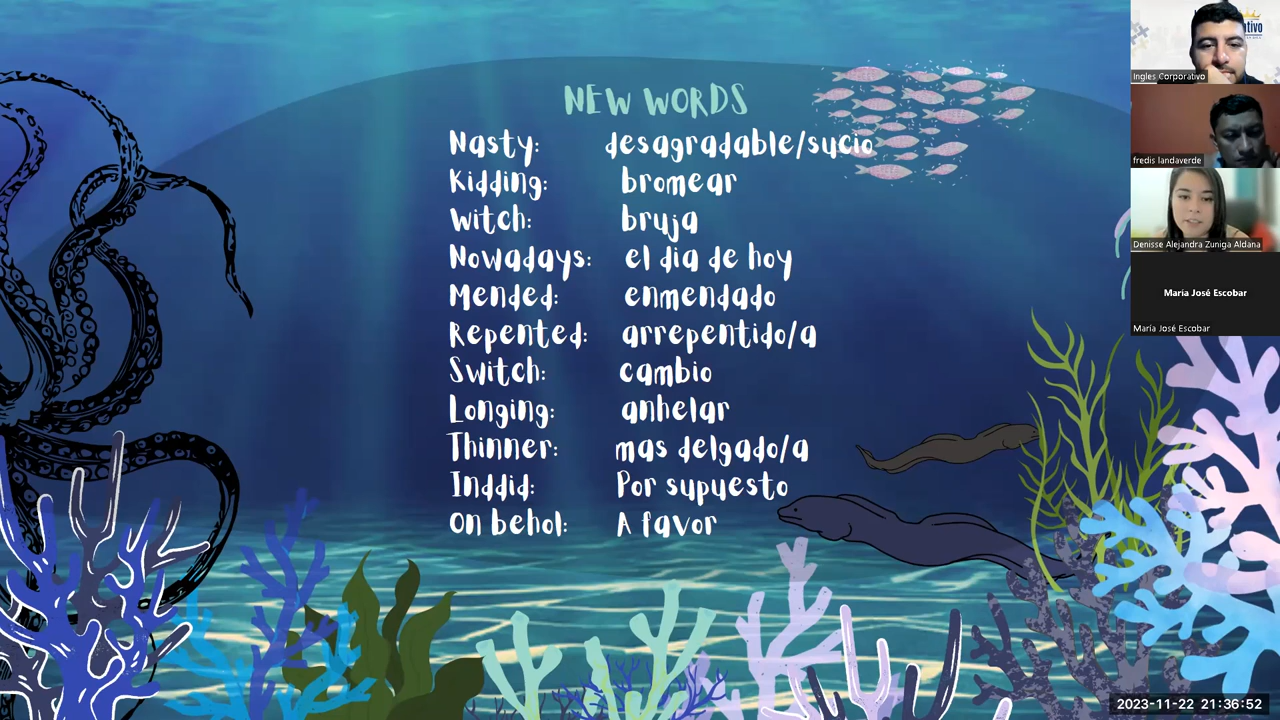 NEW WORDS
Nasty: desagradable/sucio
Kidding: bromear
Witch: bruja
Nowadays: el dia de hoy
Mended: enmendado
Repented: arrepentido/a
Switch: cambio
Longing: anhelar
Thinner: mas delgado/a
Inddid: Por supuesto
On behol: A favor
ativo
Ingles Corporativo
fredis landaverde
Denisse Alejandra Zuniga Aldana
Maria José Escobar
María José Escobar
2023-11-22 21:36:52